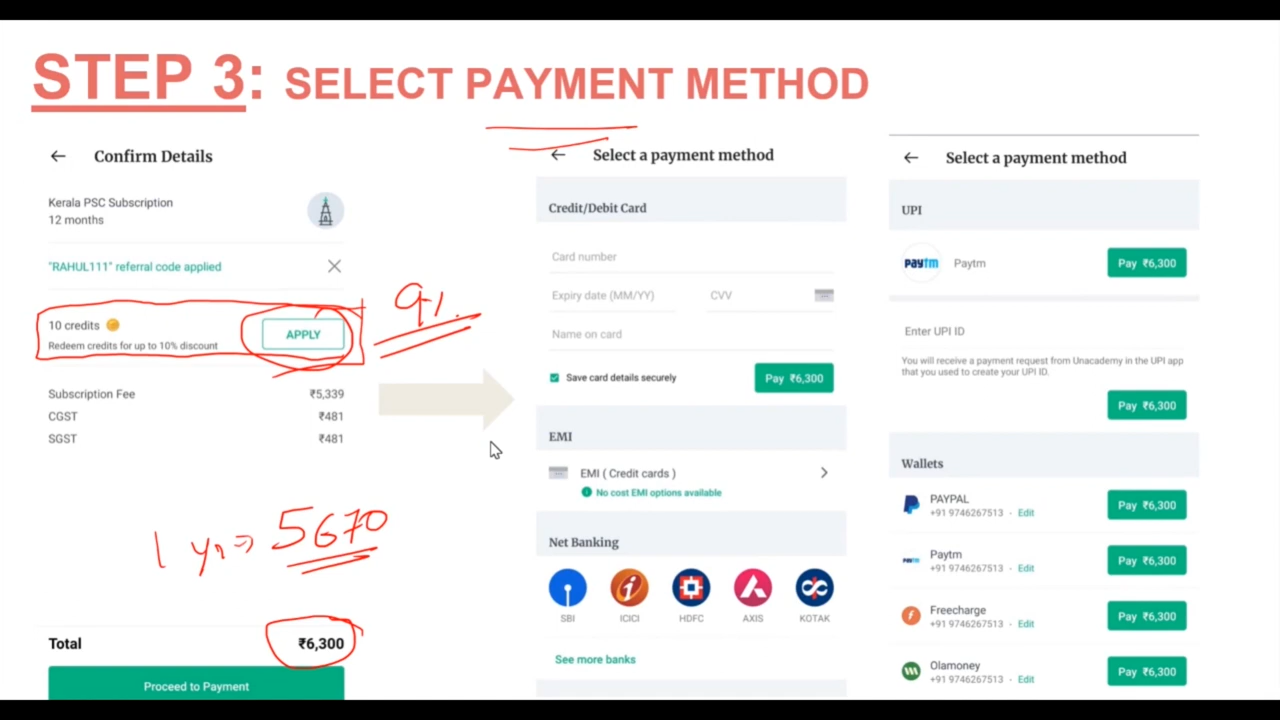 STEP 3: SELECT PAYMENT METHOD
Confirm Details
Kerala PSC Subscription
12 months
"RAHUL111" referral code applied
10 credits
Redeem credits for up to 10% discount
APPLY
Subscription Fee ₹5,339
CGST ₹481
SGST ₹481
1 yr => 5670
Total ₹6,300
Proceed to Payment
Select a payment method
Credit/Debit Card
Card number
Expiry date (MM/YY) CVV
Name on card
Save card details securely
Pay ₹6,300
EMI
EMI ( Credit cards )
No cost EMI options available
Net Banking
SBI ICICI HDFC AXIS KOTAK
See more banks
Select a payment method
UPI
paytm Paytm Pay ₹6,300
Enter UPI ID
You will receive a payment request from Unacademy in the UPI app
that you used to create your UPI ID.
Pay ₹6,300
Wallets
PAYPAL
+91 9746267513 · Edit
Pay ₹6,300
Paytm
+91 9746267513 · Edit
Pay ₹6,300
Freecharge
+91 9746267513 · Edit
Pay ₹6,300
Olamoney
+91 9746267513 · Edit
Pay ₹6,300